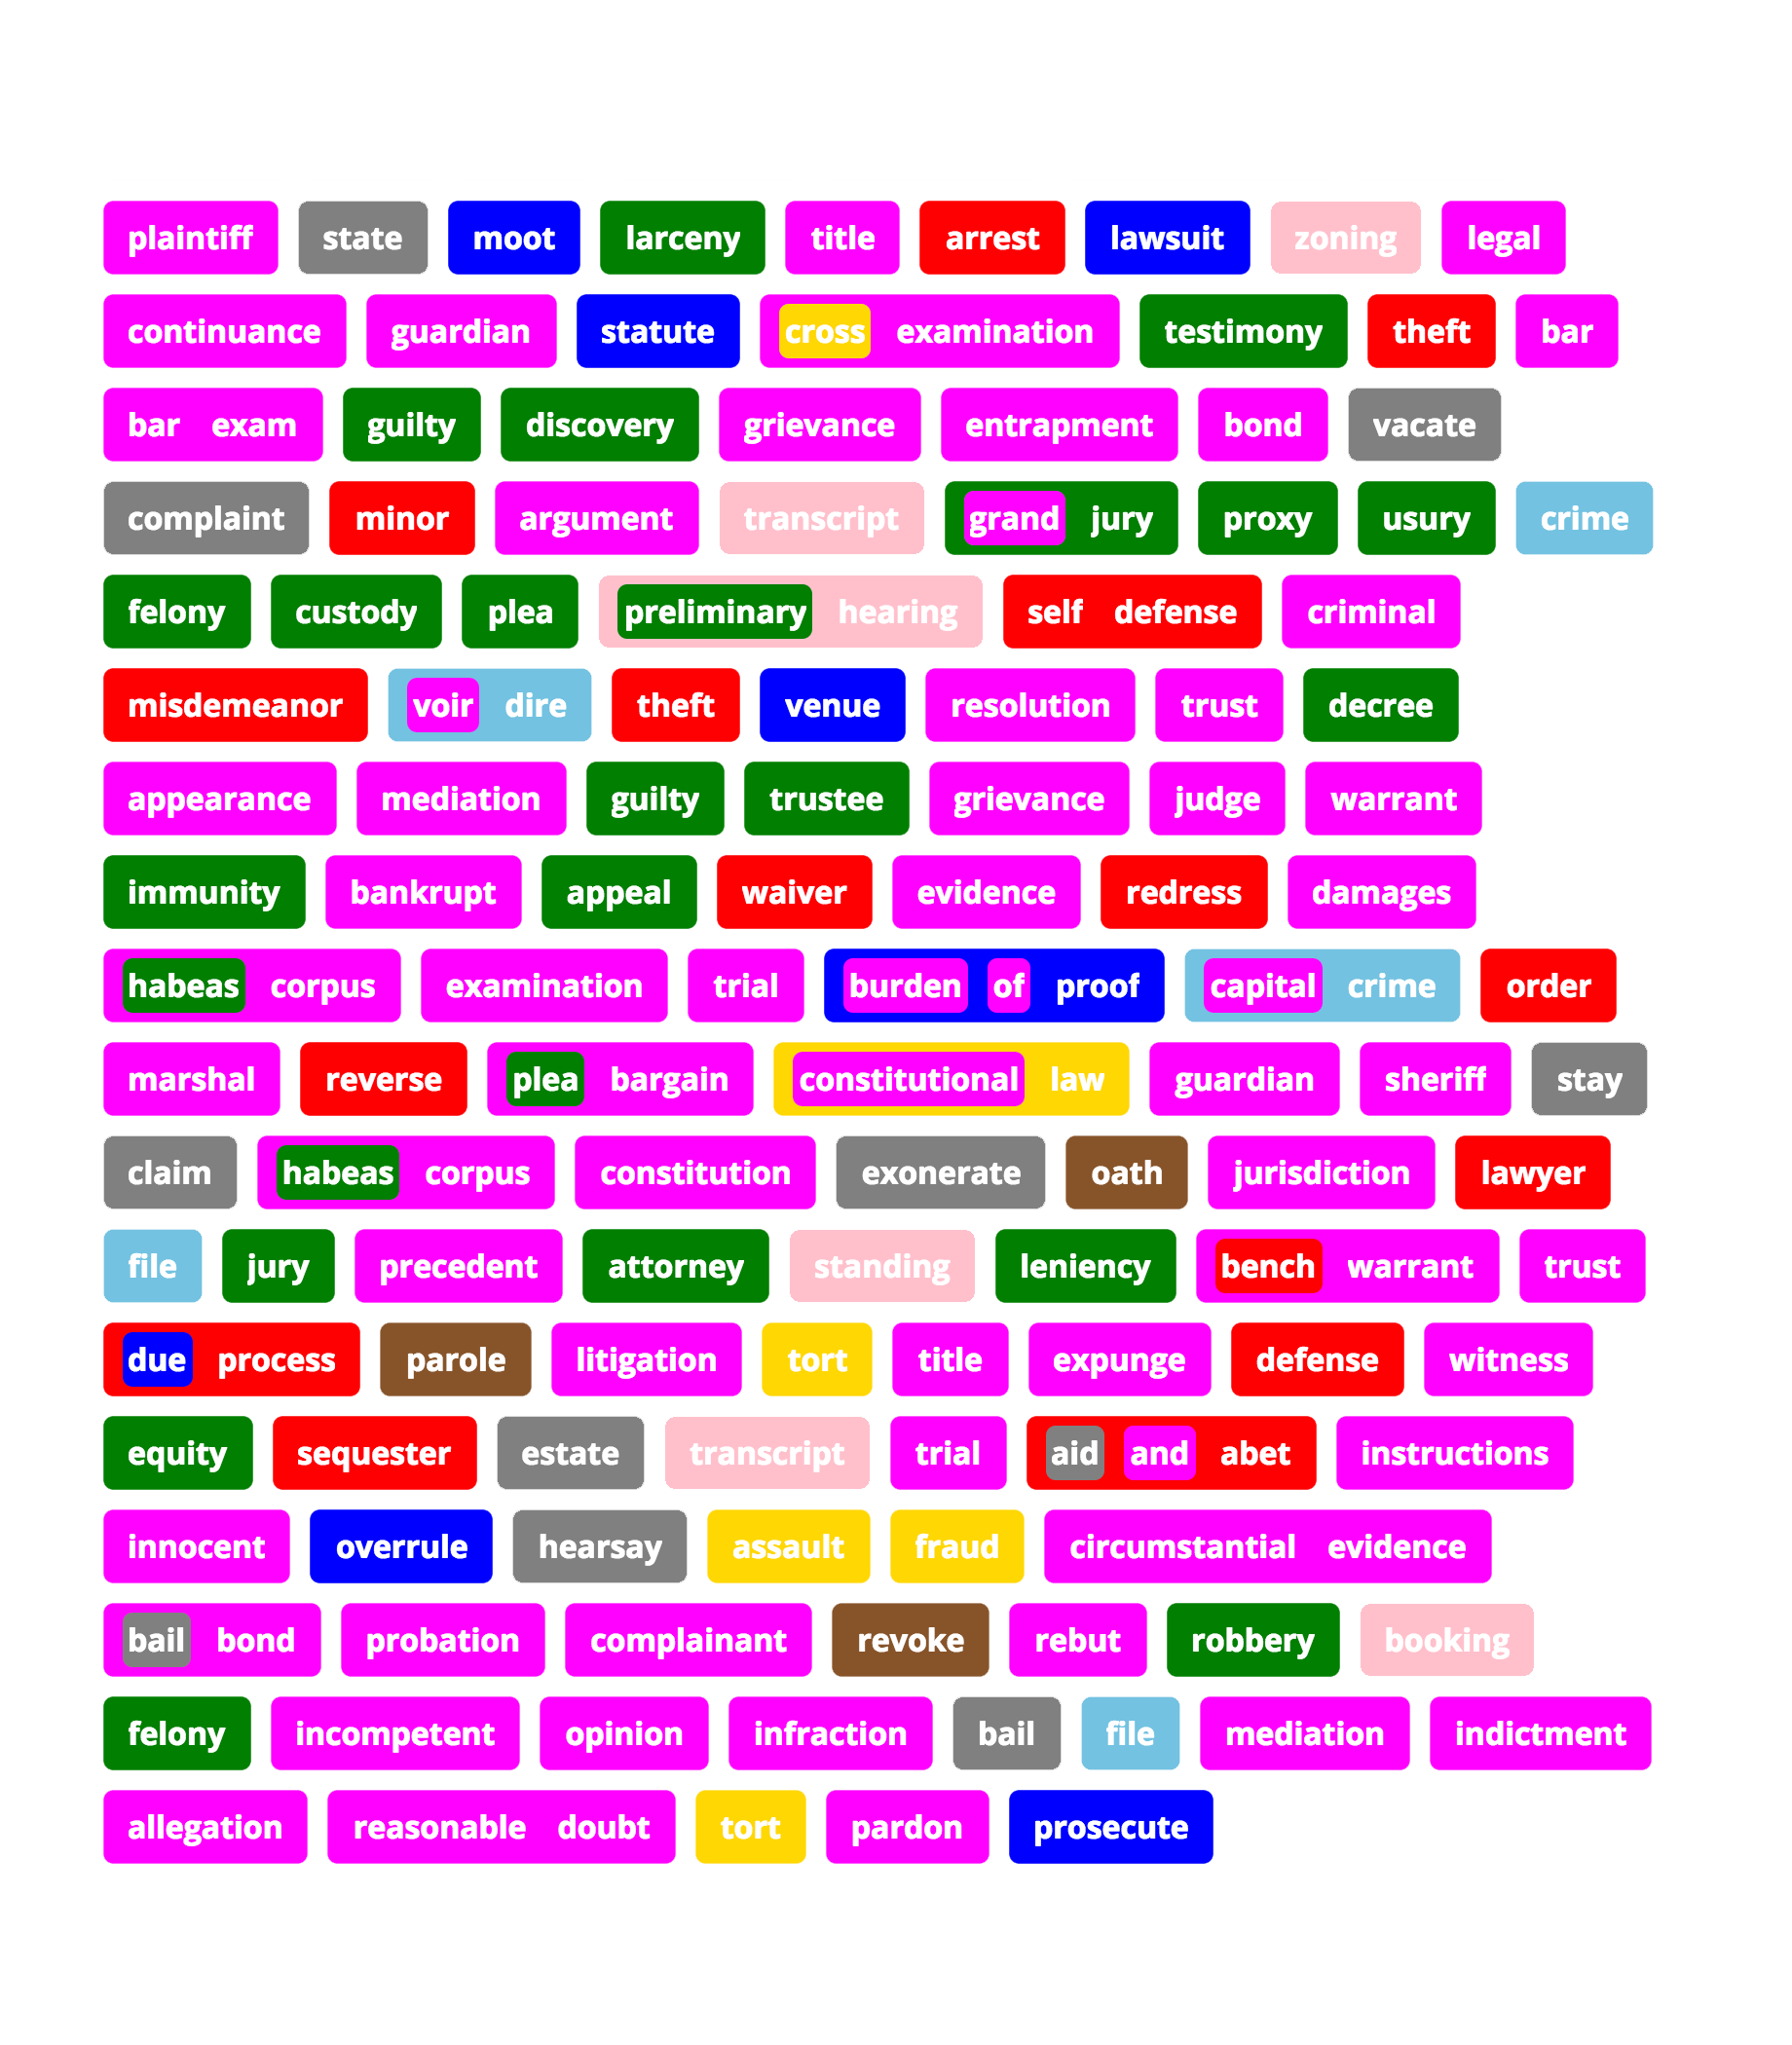 plaintiff state moot larceny title arrest lawsuit zoning legal
continuance guardian statute cross examination testimony theft bar
bar exam guilty discovery grievance entrapment bond vacate
complaint minor argument transcript grand jury proxy usury crime
felony custody plea preliminary hearing self defense criminal
misdemeanor voir dire theft venue resolution trust decree
appearance mediation guilty trustee grievance judge warrant
immunity bankrupt appeal waiver evidence redress damages
habeas corpus examination trial burden of proof capital crime order
marshal reverse plea bargain constitutional law guardian sheriff stay
claim habeas corpus constitution exonerate oath jurisdiction lawyer
file jury precedent attorney standing leniency bench warrant trust
due process parole litigation tort title expunge defense witness
equity sequester estate transcript trial aid and abet instructions
innocent overrule hearsay assault fraud circumstantial evidence
bail bond probation complainant revoke rebut robbery booking
felony incompetent opinion infraction bail file mediation indictment
allegation reasonable doubt tort pardon prosecute